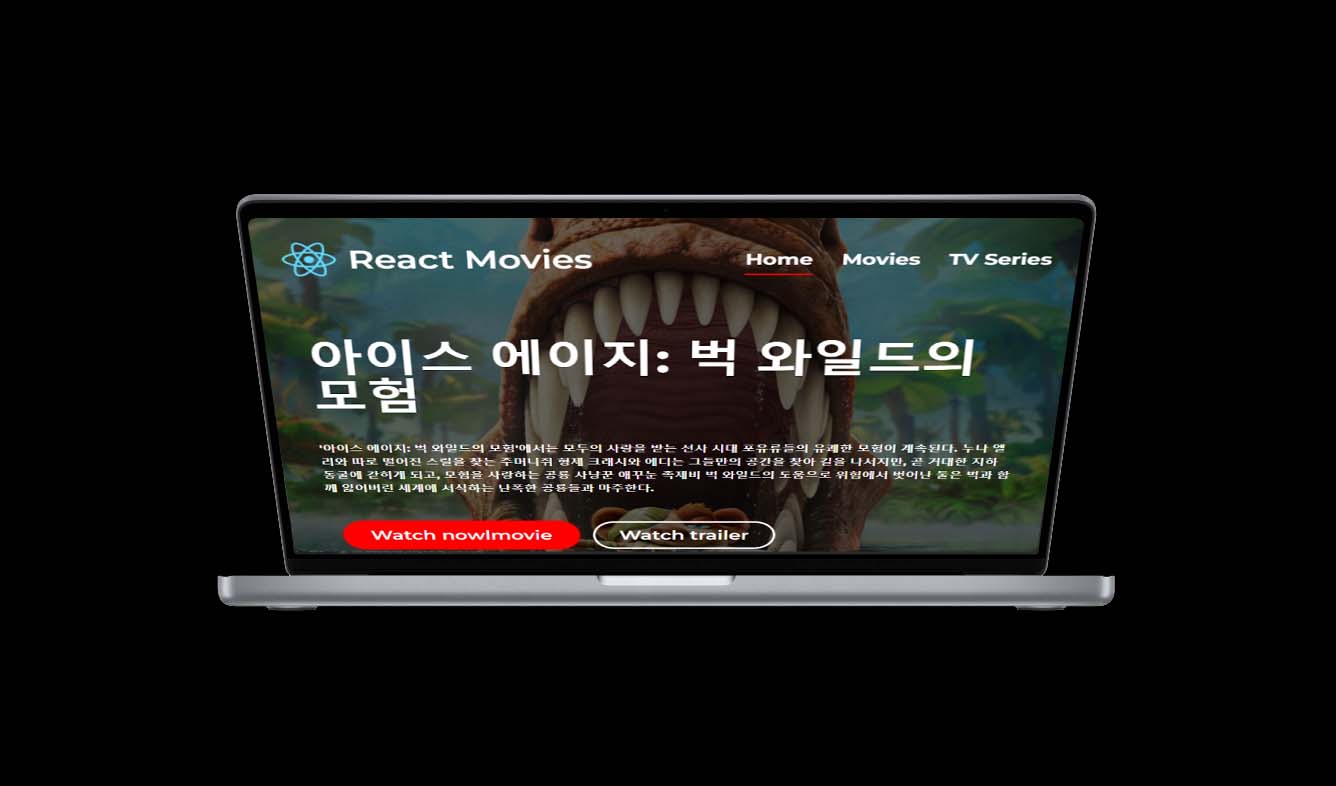 React Movies
Home Movies TV Series
아이스 에이지: 벅 와일드의
모험
'아이스 에이지: 벅 와일드의 모험'에서는 모두의 사랑을 받는 선사 시대 포유류들의 유쾌한 모험이 계속된다. 누나 엘
리와 따로 떨어진 스릴을 찾는 주머니쥐 형제 크래시와 에디는 그들만의 공간을 찾아 길을 나서지만, 곧 거대한 지하
동굴에 갇히게 되고, 모험을 사랑하는 공룡 사냥꾼 애꾸눈 족제비 벅 와일드의 도움으로 위험에서 벗어난 둘은 벅과 함
께 잃어버린 세계에 서식하는 난폭한 공룡들과 마주한다.
Watch now|movie Watch trailer